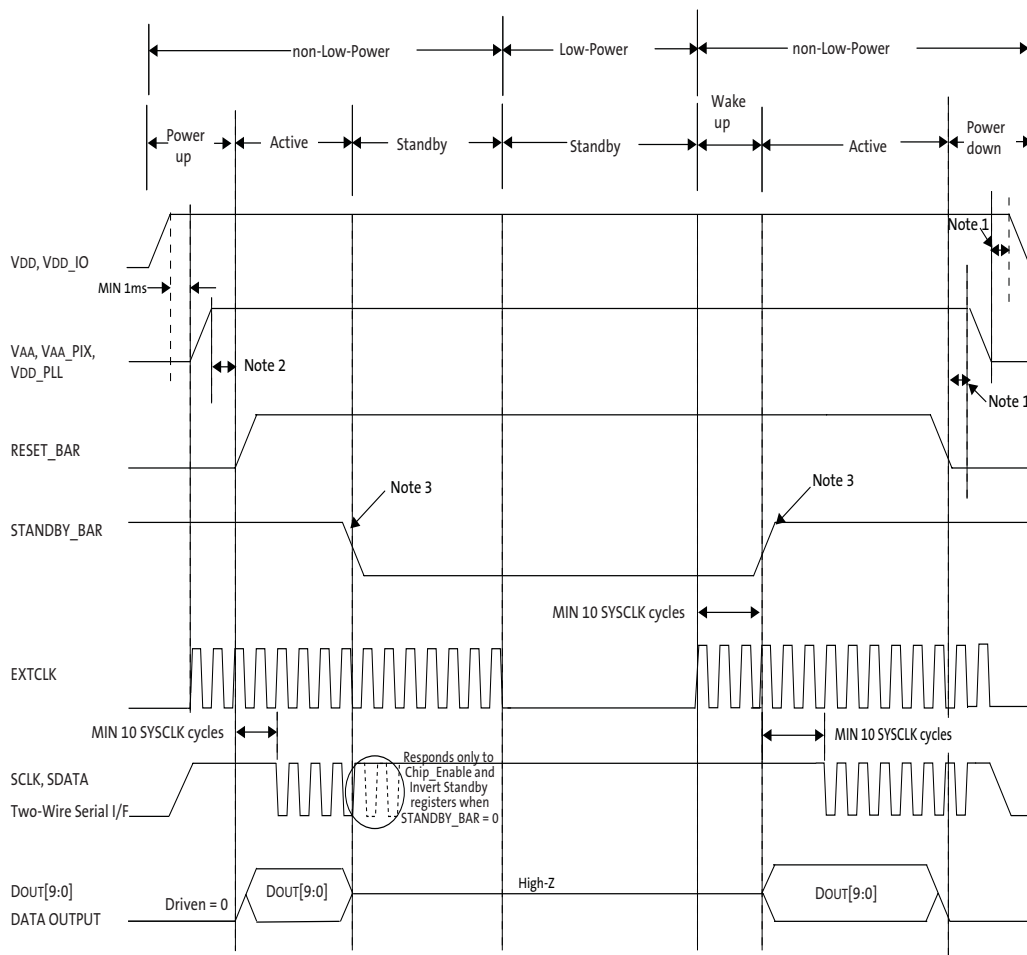 non-Low-Power
Low-Power
non-Low-Power
Power
up
Active
Standby
Standby
Wake
up
Active
Power
down
Note 1
VDD, VDD_IO
MIN 1ms
Note 2
VAA, VAA_PIX,
VDD_PLL
Note 1
RESET_BAR
Note 3
Note 3
STANDBY_BAR
MIN 10 SYSCLK cycles
EXTCLK
MIN 10 SYSCLK cycles
MIN 10 SYSCLK cycles
SCLK, SDATA
Two-Wire Serial I/F
Responds only to
Chip_Enable and
Invert Standby
registers when
STANDBY_BAR = 0
DOUT[9:0]
DATA OUTPUT
Driven = 0
DOUT[9:0]
High-Z
DOUT[9:0]